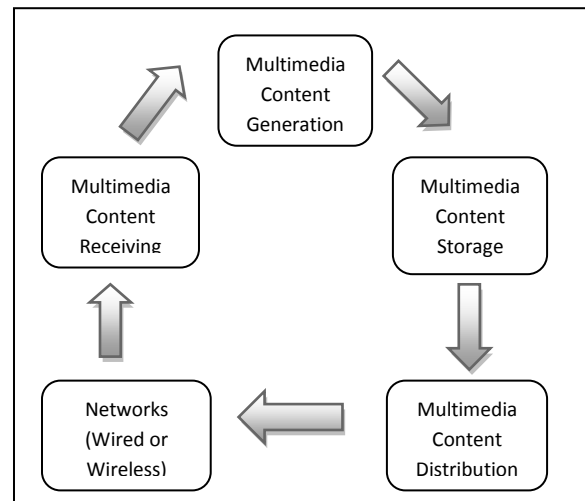 Multimedia
Content
Generation
Multimedia
Content
Storage
Multimedia
Content
Distribution
Networks
(Wired or
Wireless)
Multimedia
Content
Receiving